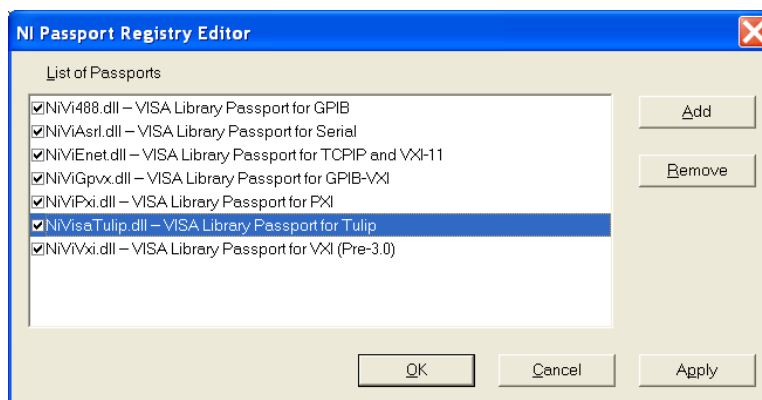 NI Passport Registry Editor
List of Passports
NiVi488.dll – VISA Library Passport for GPIB
NiViAsrl.dll – VISA Library Passport for Serial
NiViEnet.dll – VISA Library Passport for TCPIP and VXI-11
NiViGpvx.dll – VISA Library Passport for GPIB-VXI
NiViPxi.dll – VISA Library Passport for PXI
NiVisaTulip.dll – VISA Library Passport for Tulip
NiViVxi.dll – VISA Library Passport for VXI (Pre-3.0)
Add
Remove
OK
Cancel
Apply